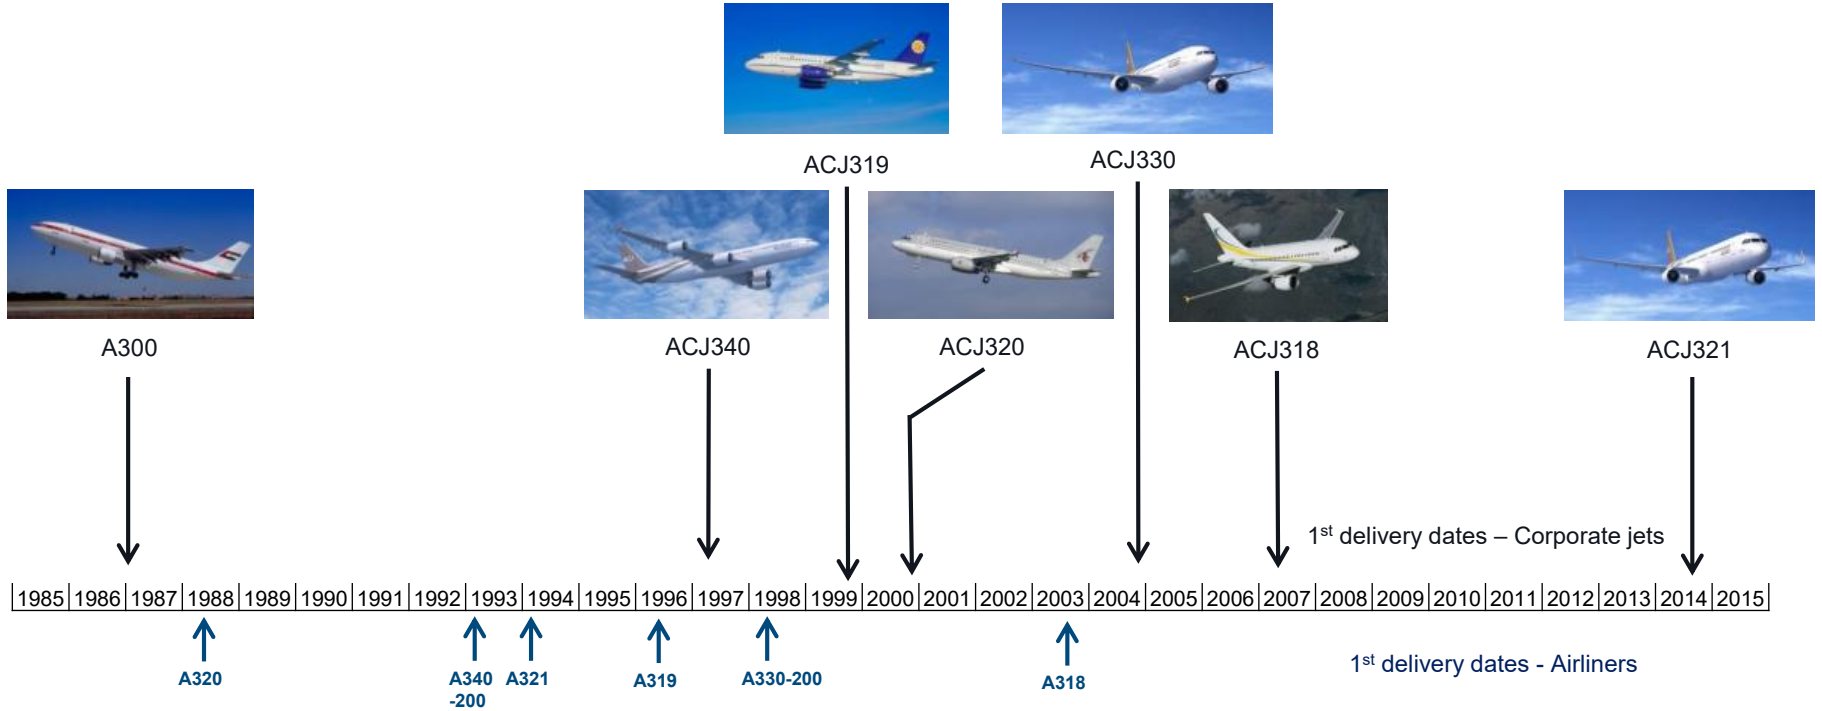 ACJ319
ACJ330
A300
ACJ340
ACJ320
ACJ318
ACJ321
1st delivery dates – Corporate jets
1985 1986 1987 1988 1989 1990 1991 1992 1993 1994 1995 1996 1997 1998 1999 2000 2001 2002 2003 2004 2005 2006 2007 2008 2009 2010 2011 2012 2013 2014 2015
A320
A340
-200
A321
A319
A330-200
A318
1st delivery dates - Airliners